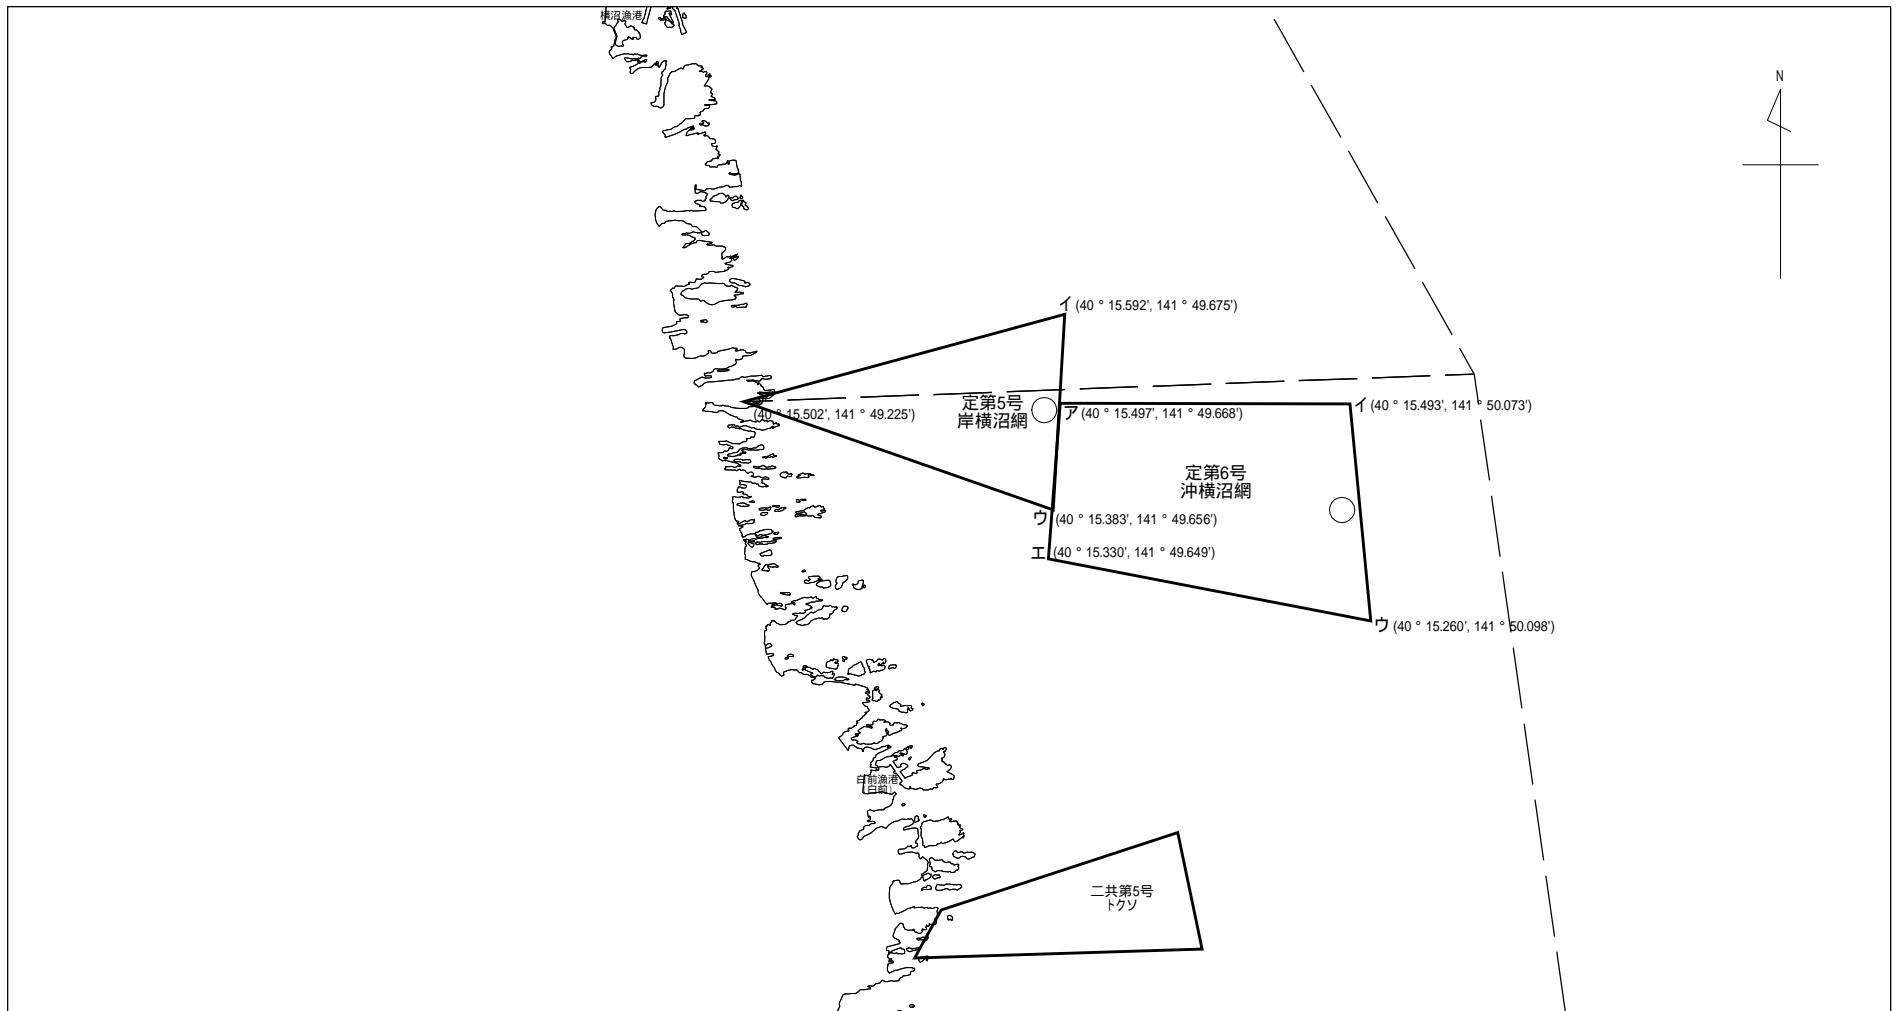 横沼漁港
N
イ (40 ° 15.592', 141 ° 49.675')
(40 ° 15.502', 141 ° 49.225')
定第5号
岸横沼網
ア (40 ° 15.497', 141 ° 49.668')
イ (40 ° 15.493', 141 ° 50.073')
定第6号
沖横沼網
ウ (40 ° 15.383', 141 ° 49.656')
エ (40 ° 15.330', 141 ° 49.649')
ウ (40 ° 15.260', 141 ° 50.098')
白前漁港
(白前)
二共第5号
トクソ